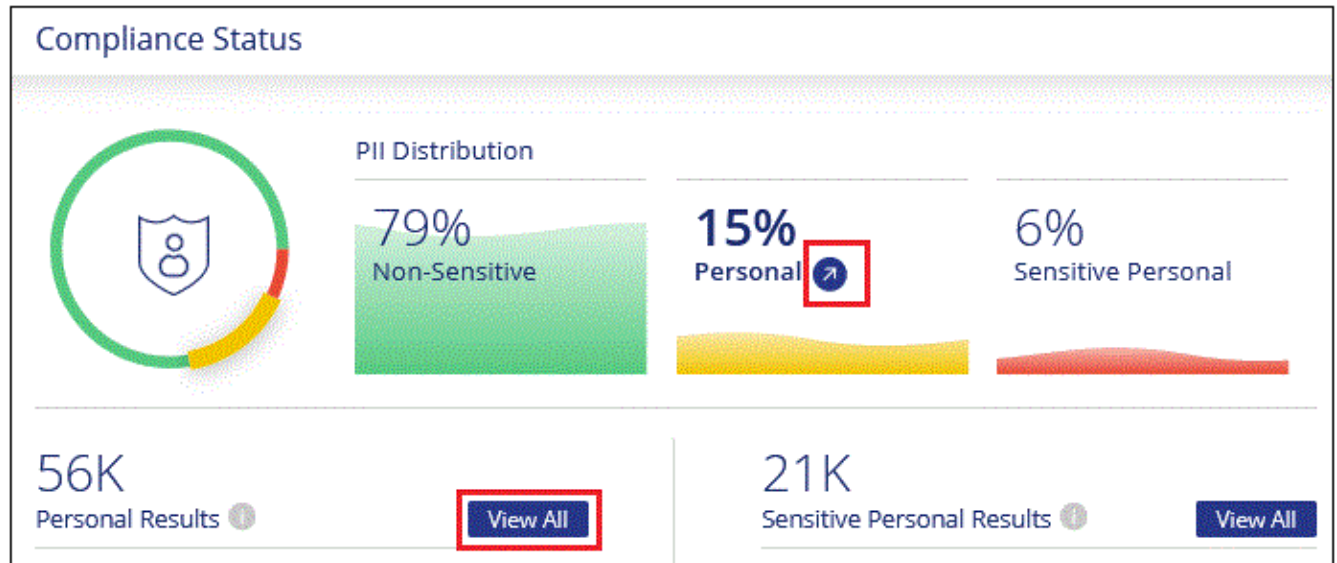 Compliance Status
PII Distribution
79%
Non-Sensitive
15%
Personal
6%
Sensitive Personal
56K
Personal Results
View All
21K
Sensitive Personal Results
View All